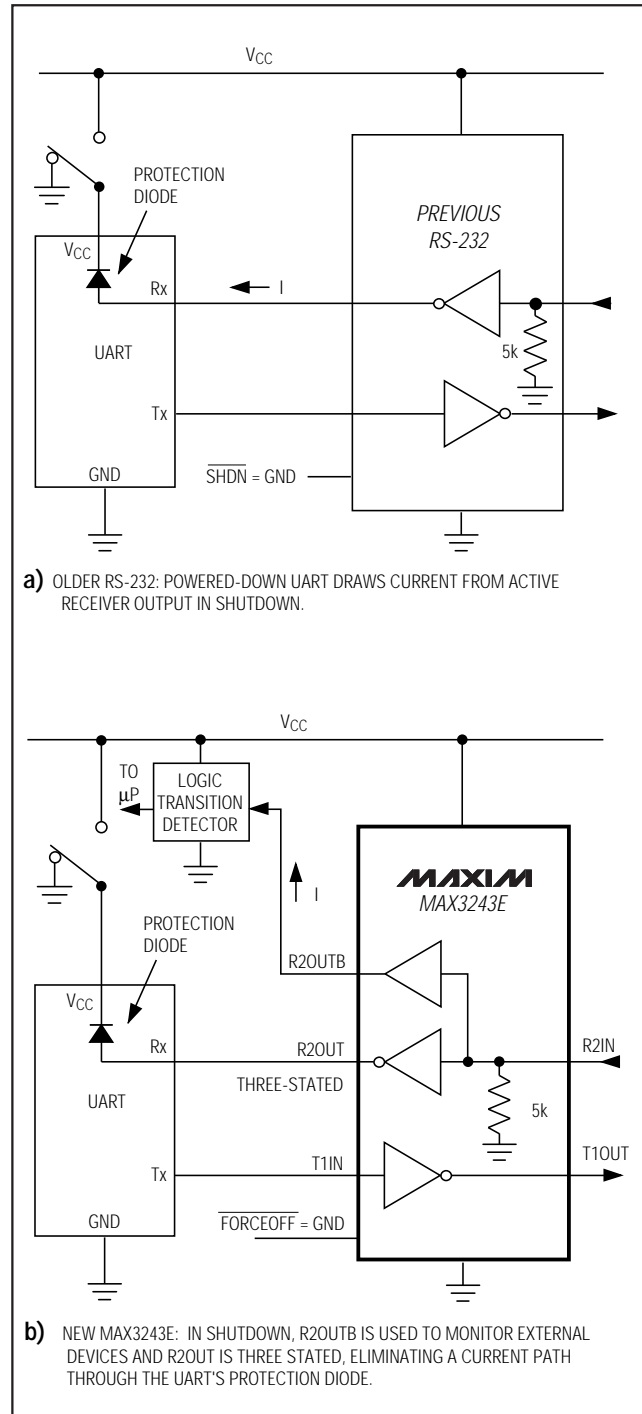 VCC
PROTECTION
DIODE
PREVIOUS
RS-232
VCC
Rx
I
5k
UART
Tx
GND
SHDN = GND
a) OLDER RS-232: POWERED-DOWN UART DRAWS CURRENT FROM ACTIVE
RECEIVER OUTPUT IN SHUTDOWN.
VCC
TO
µP
LOGIC
TRANSITION
DETECTOR
MAXIM
MAX3243E
I
PROTECTION
DIODE
R2OUTB
VCC
Rx
R2OUT
R2IN
THREE-STATED
UART
5k
Tx
T1IN
T1OUT
GND
FORCEOFF = GND
b) NEW MAX3243E: IN SHUTDOWN, R2OUTB IS USED TO MONITOR EXTERNAL
DEVICES AND R2OUT IS THREE STATED, ELIMINATING A CURRENT PATH
THROUGH THE UART'S PROTECTION DIODE.